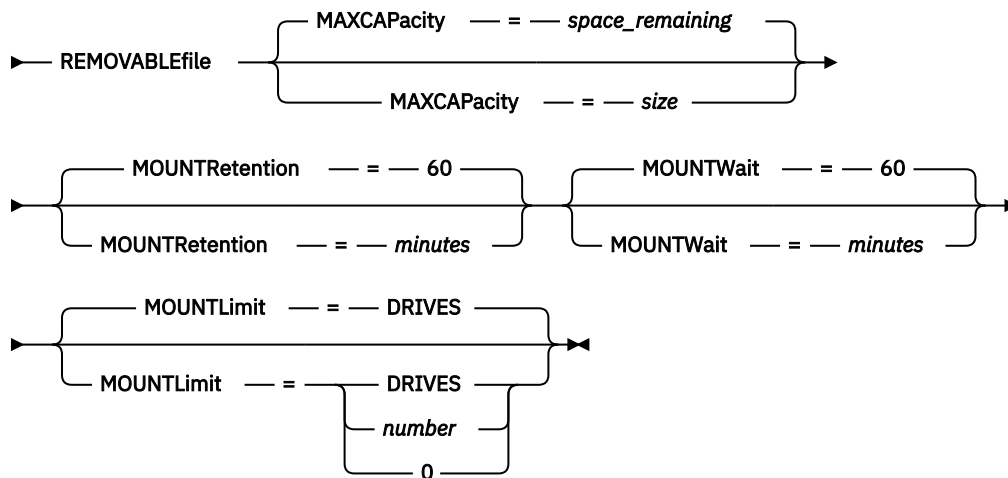 MAXCAPacity = space_remaining
REMOVABLEfile
MAXCAPacity = size
MOUNTRetention = 60 MOUNTWait = 60
MOUNTRetention = minutes MOUNTWait = minutes
MOUNTLimit = DRIVES
MOUNTLimit = DRIVES
number
0